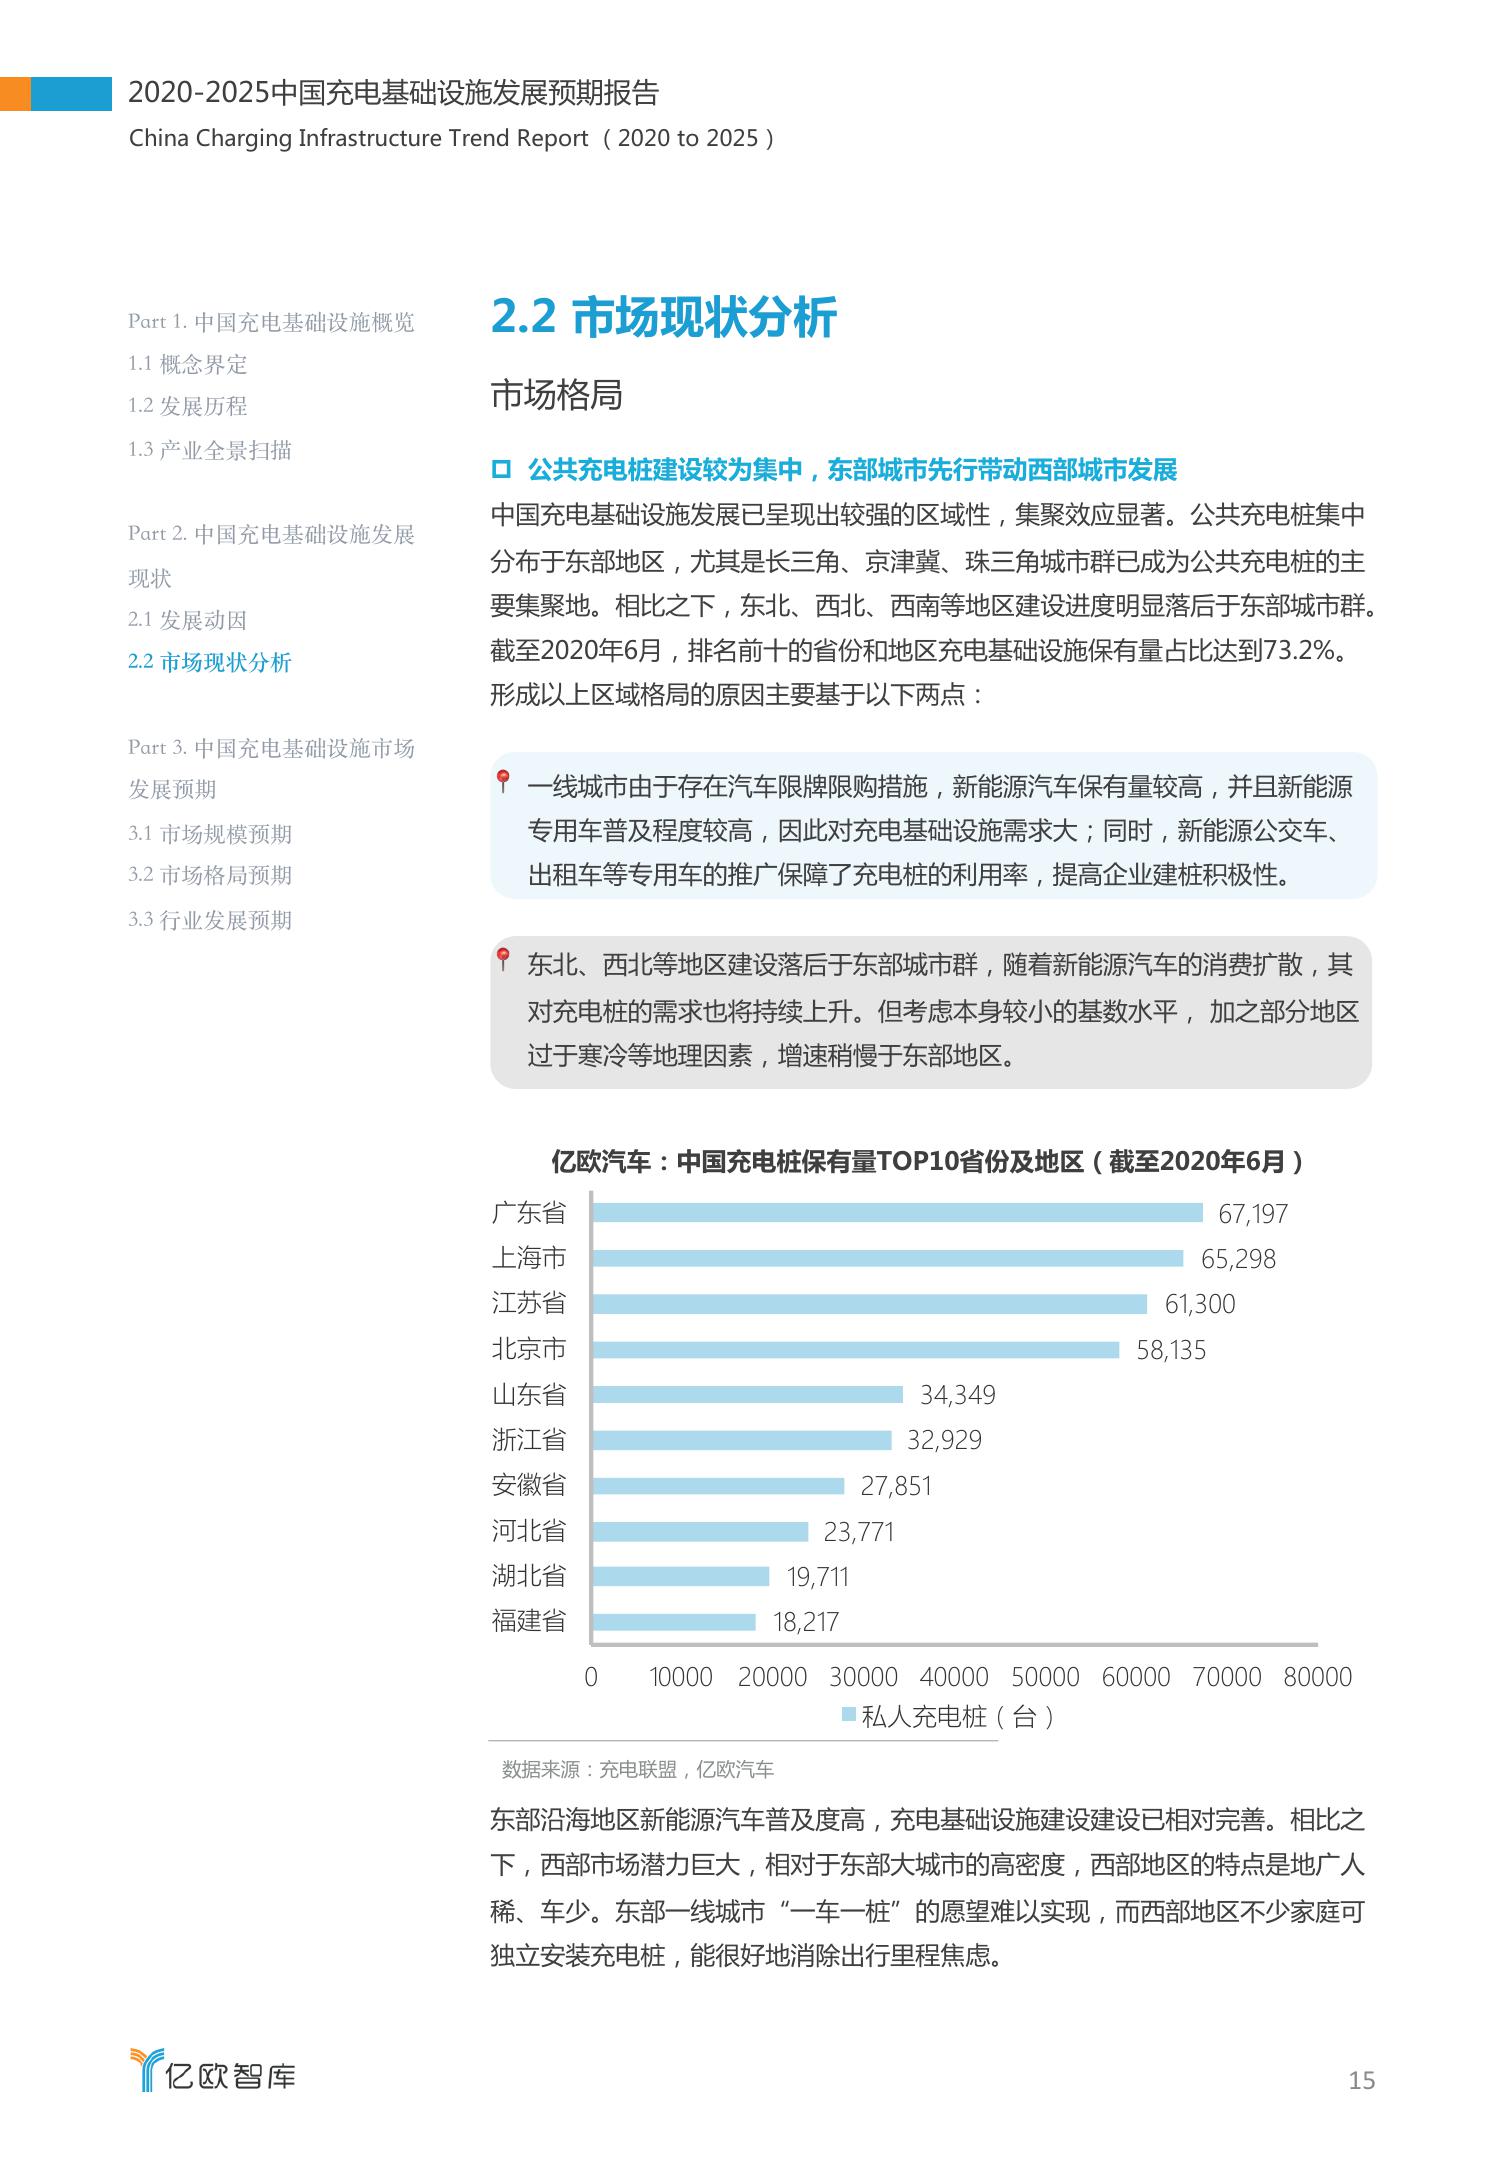 2020-2025中国充电基础设施发展预期报告
China Charging Infrastructure Trend Report（2020 to 2025）
Part 1. 中国充电基础设施概览
1.1 概念界定
1.2 发展历程
1.3 产业全景扫描
Part 2. 中国充电基础设施发展
现状
2.1 发展动因
2.2 市场现状分析
Part 3. 中国充电基础设施市场
发展预期
3.1 市场规模预期
3.2 市场格局预期
3.3 行业发展预期
2.2 市场现状分析
市场格局
公共充电桩建设较为集中，东部城市先行带动西部城市发展
中国充电基础设施发展已呈现出较强的区域性，集聚效应显著。公共充电桩集中
分布于东部地区，尤其是长三角、京津冀、珠三角城市群已成为公共充电桩的主
要集聚地。相比之下，东北、西北、西南等地区建设进度明显落后于东部城市群。
截至2020年6月，排名前十的省份和地区充电基础设施保有量占比达到73.2%。
形成以上区域格局的原因主要基于以下两点：
一线城市由于存在汽车限牌限购措施，新能源汽车保有量较高，并且新能源
专用车普及程度较高，因此对充电基础设施需求大；同时，新能源公交车、
出租车等专用车的推广保障了充电桩的利用率，提高企业建桩积极性。
东北、西北等地区建设落后于东部城市群，随着新能源汽车的消费扩散，其
对充电桩的需求也将持续上升。但考虑本身较小的基数水平， 加之部分地区
过于寒冷等地理因素，增速稍慢于东部地区。
亿欧汽车：中国充电桩保有量TOP10省份及地区（截至2020年6月）
广东省 67,197
上海市 65,298
江苏省 61,300
北京市 58,135
山东省 34,349
浙江省 32,929
安徽省 27,851
河北省 23,771
湖北省 19,711
福建省 18,217
0 10000 20000 30000 40000 50000 60000 70000 80000
私人充电桩（台）
数据来源：充电联盟，亿欧汽车
东部沿海地区新能源汽车普及度高，充电基础设施建设建设已相对完善。相比之
下，西部市场潜力巨大，相对于东部大城市的高密度，西部地区的特点是地广人
稀、车少。东部一线城市“一车一桩”的愿望难以实现，而西部地区不少家庭可
独立安装充电桩，能很好地消除出行里程焦虑。
亿欧智库
15